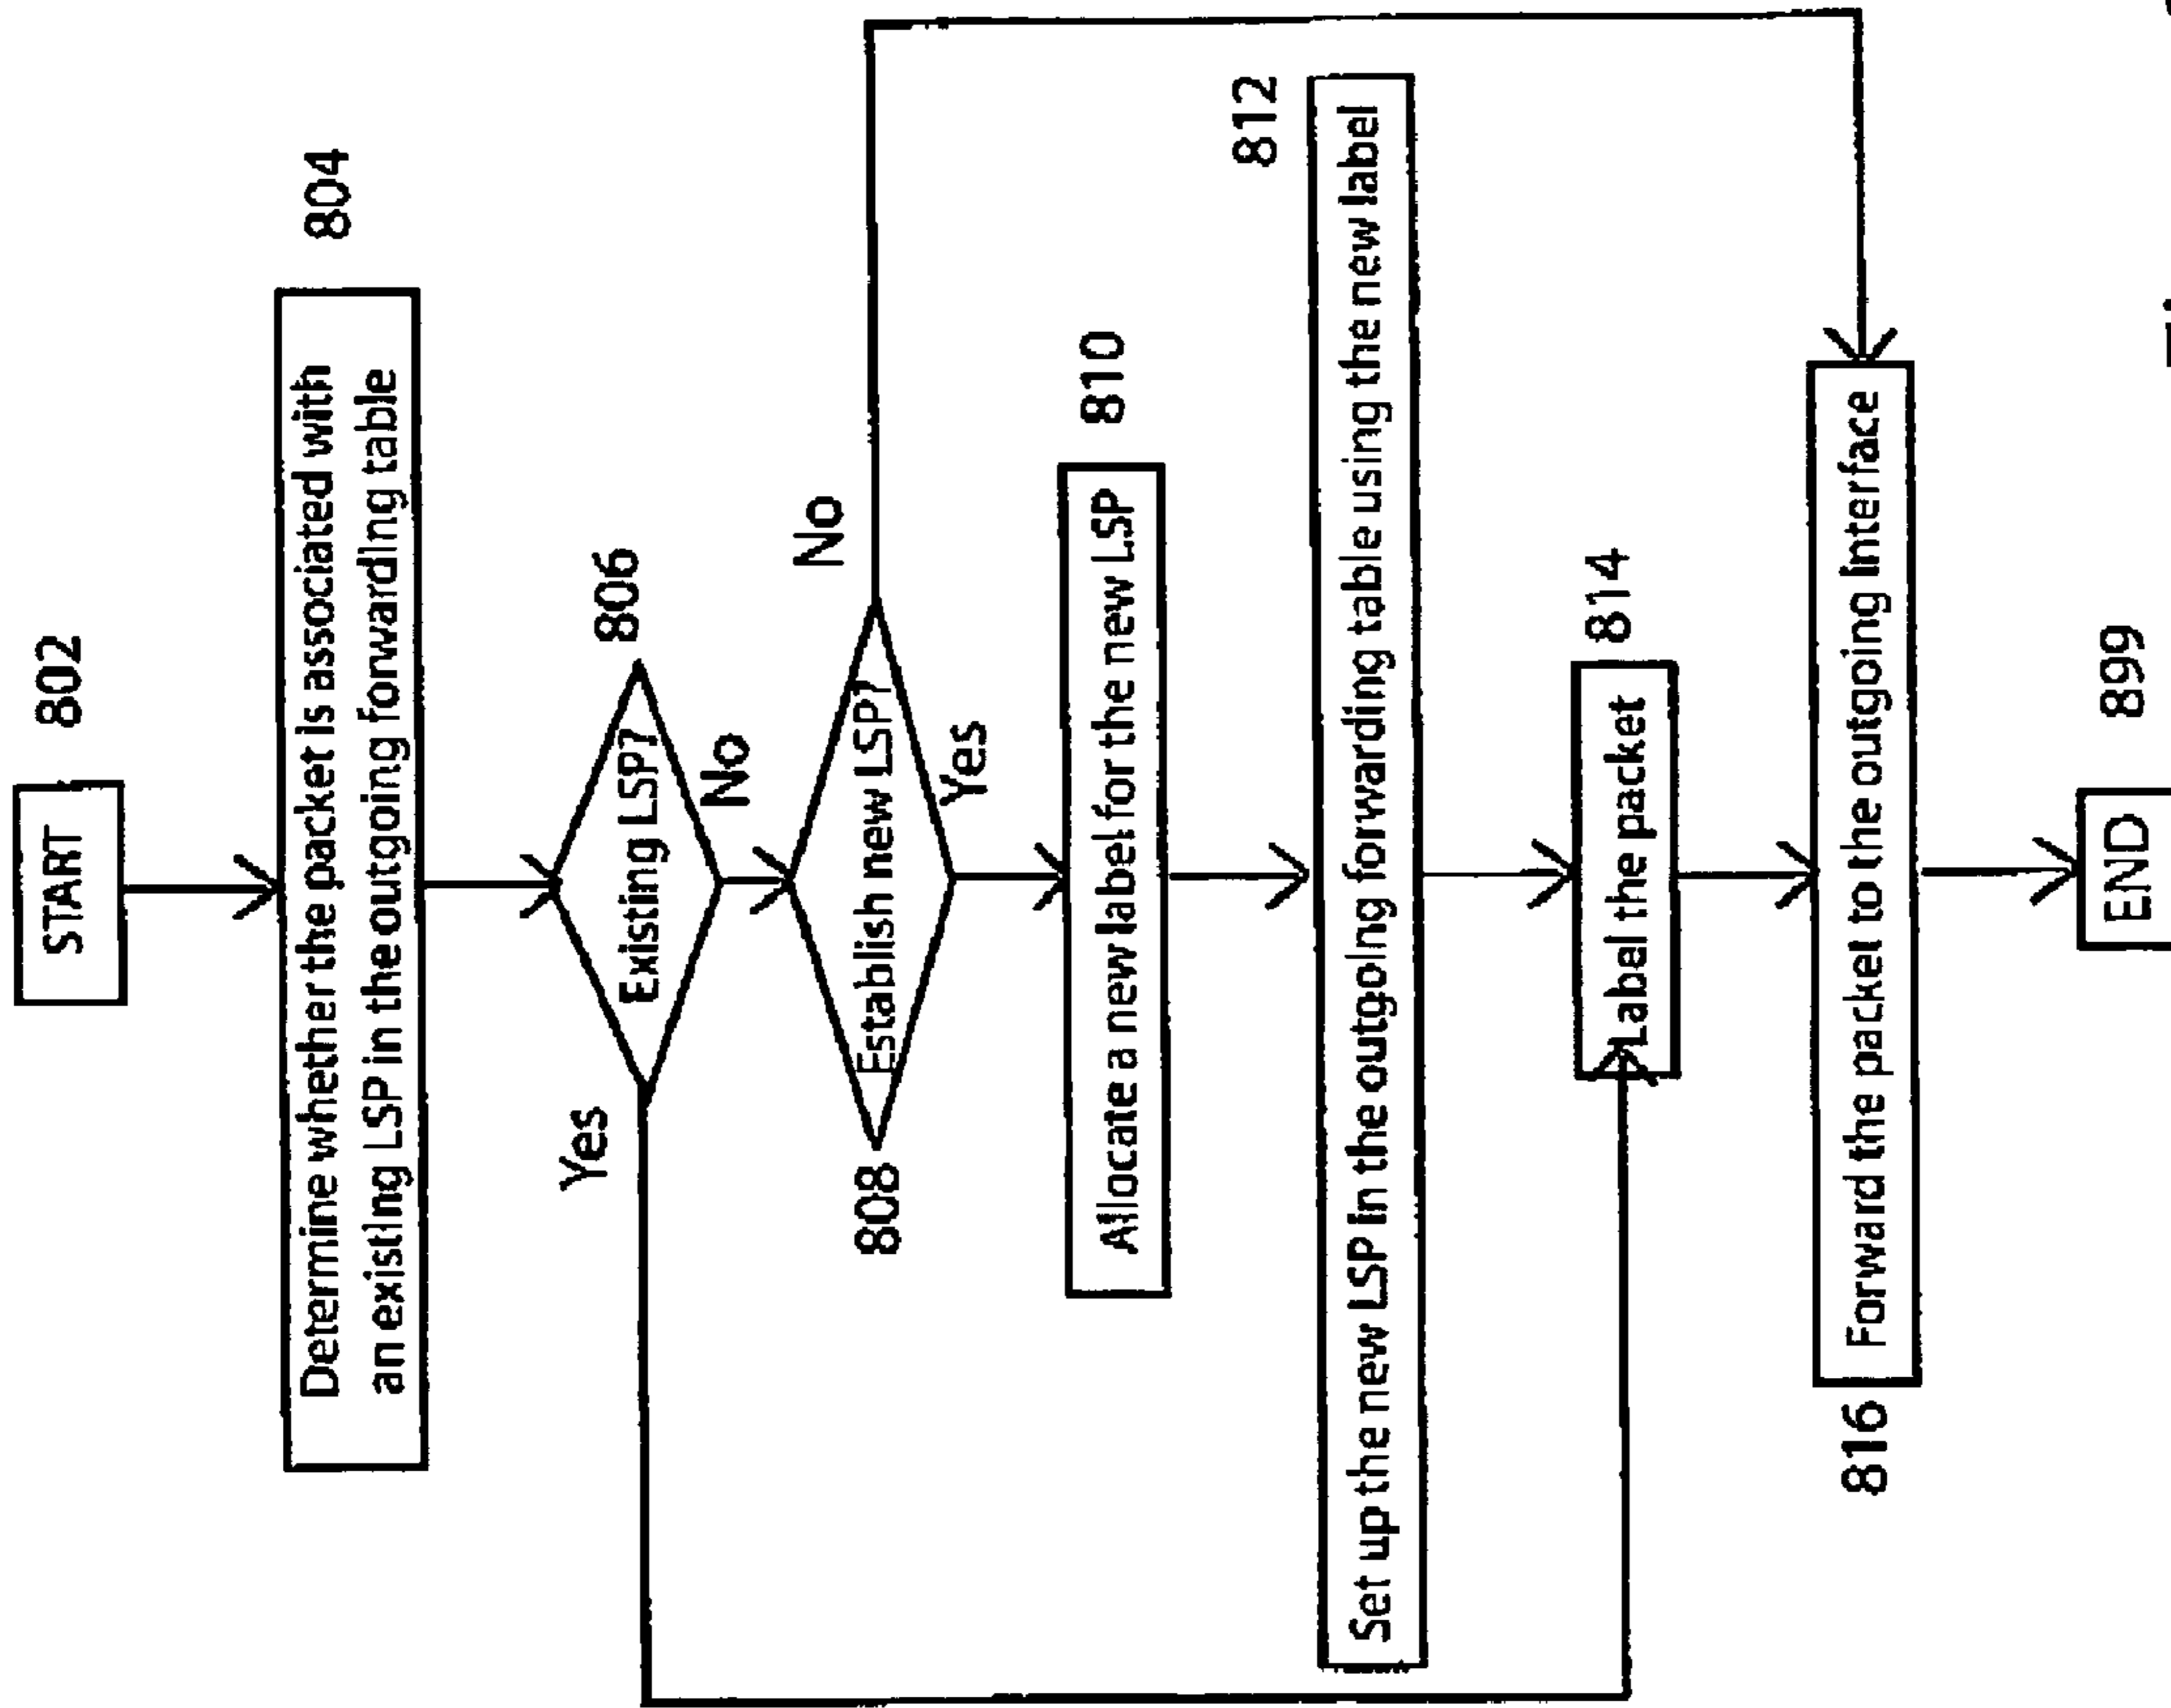 START
802
804
Determine whether the packet is associated with
an existing LSP in the outgoing forwarding table
806
Existing LSP?
Yes
No
808
Establish new LSP?
No
Yes
810
Allocate a new label for the new LSP
812
Set up the new LSP in the outgoing forwarding table using the new label
814
Label the packet
816
Forward the packet to the outgoing interface
899
END